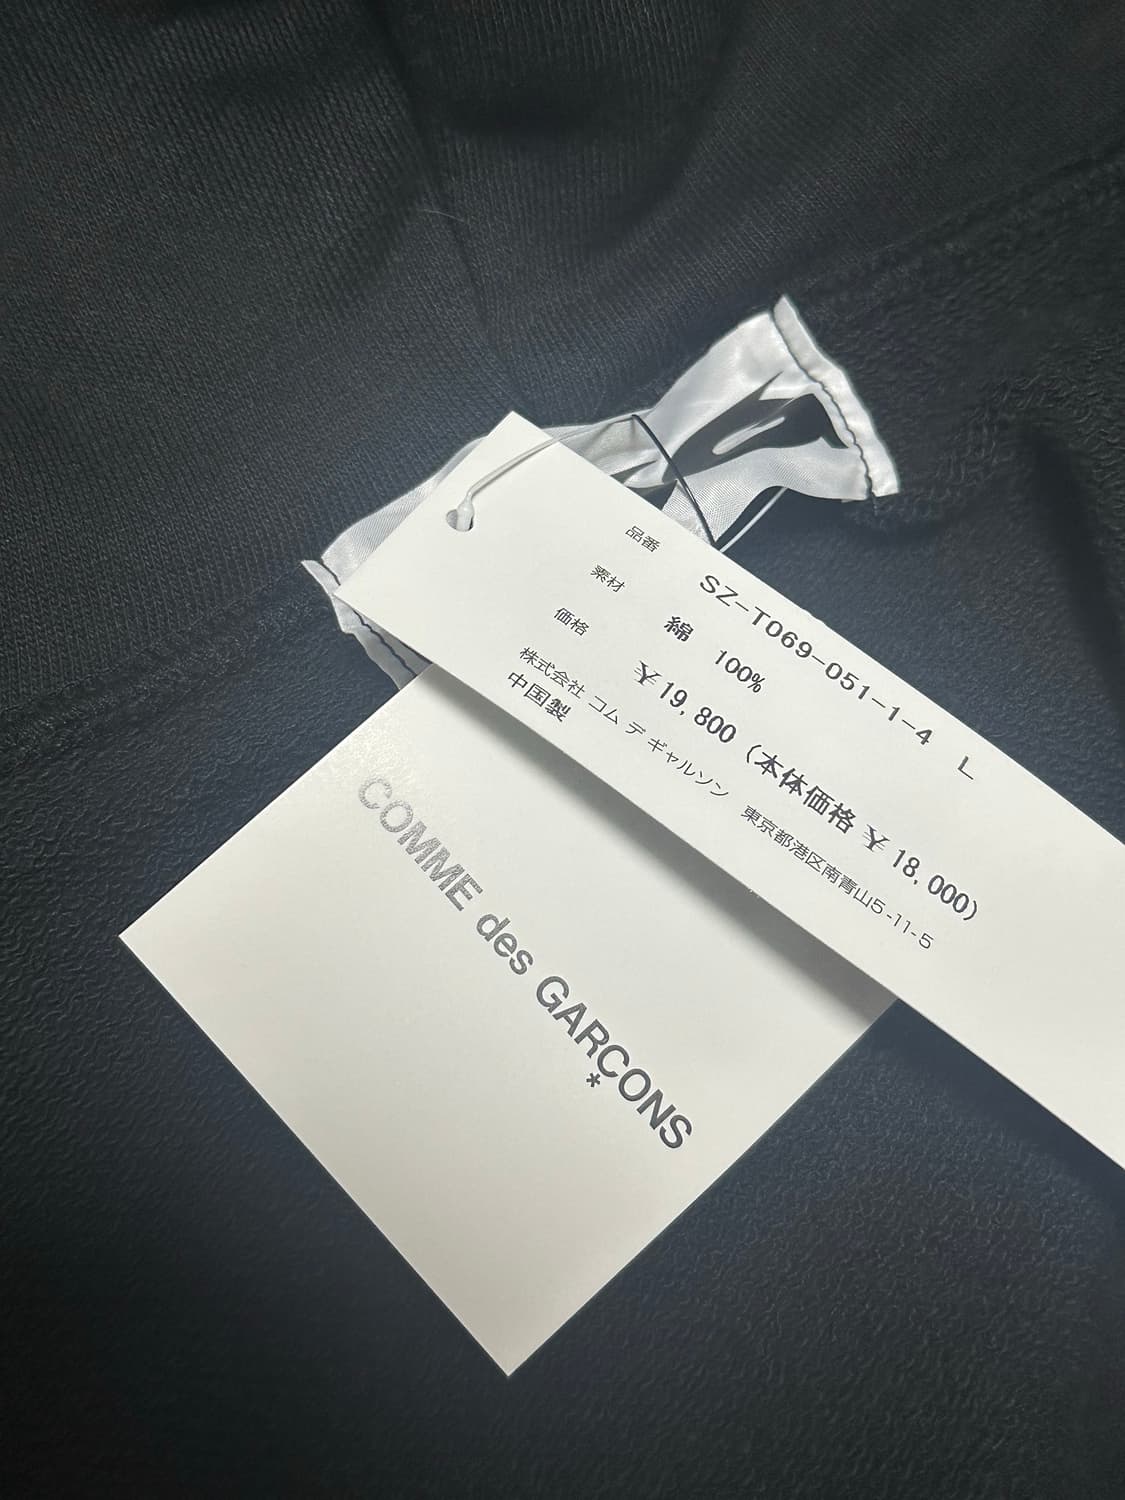 品番 SZ-T069-051-1-4 L
素材 綿 100%
価格 ¥19,800 (本体価格 ¥18,000)
株式会社 コム デ ギャルソン 東京都港区南青山5-11-5
中国製
COMME des GARÇONS
*